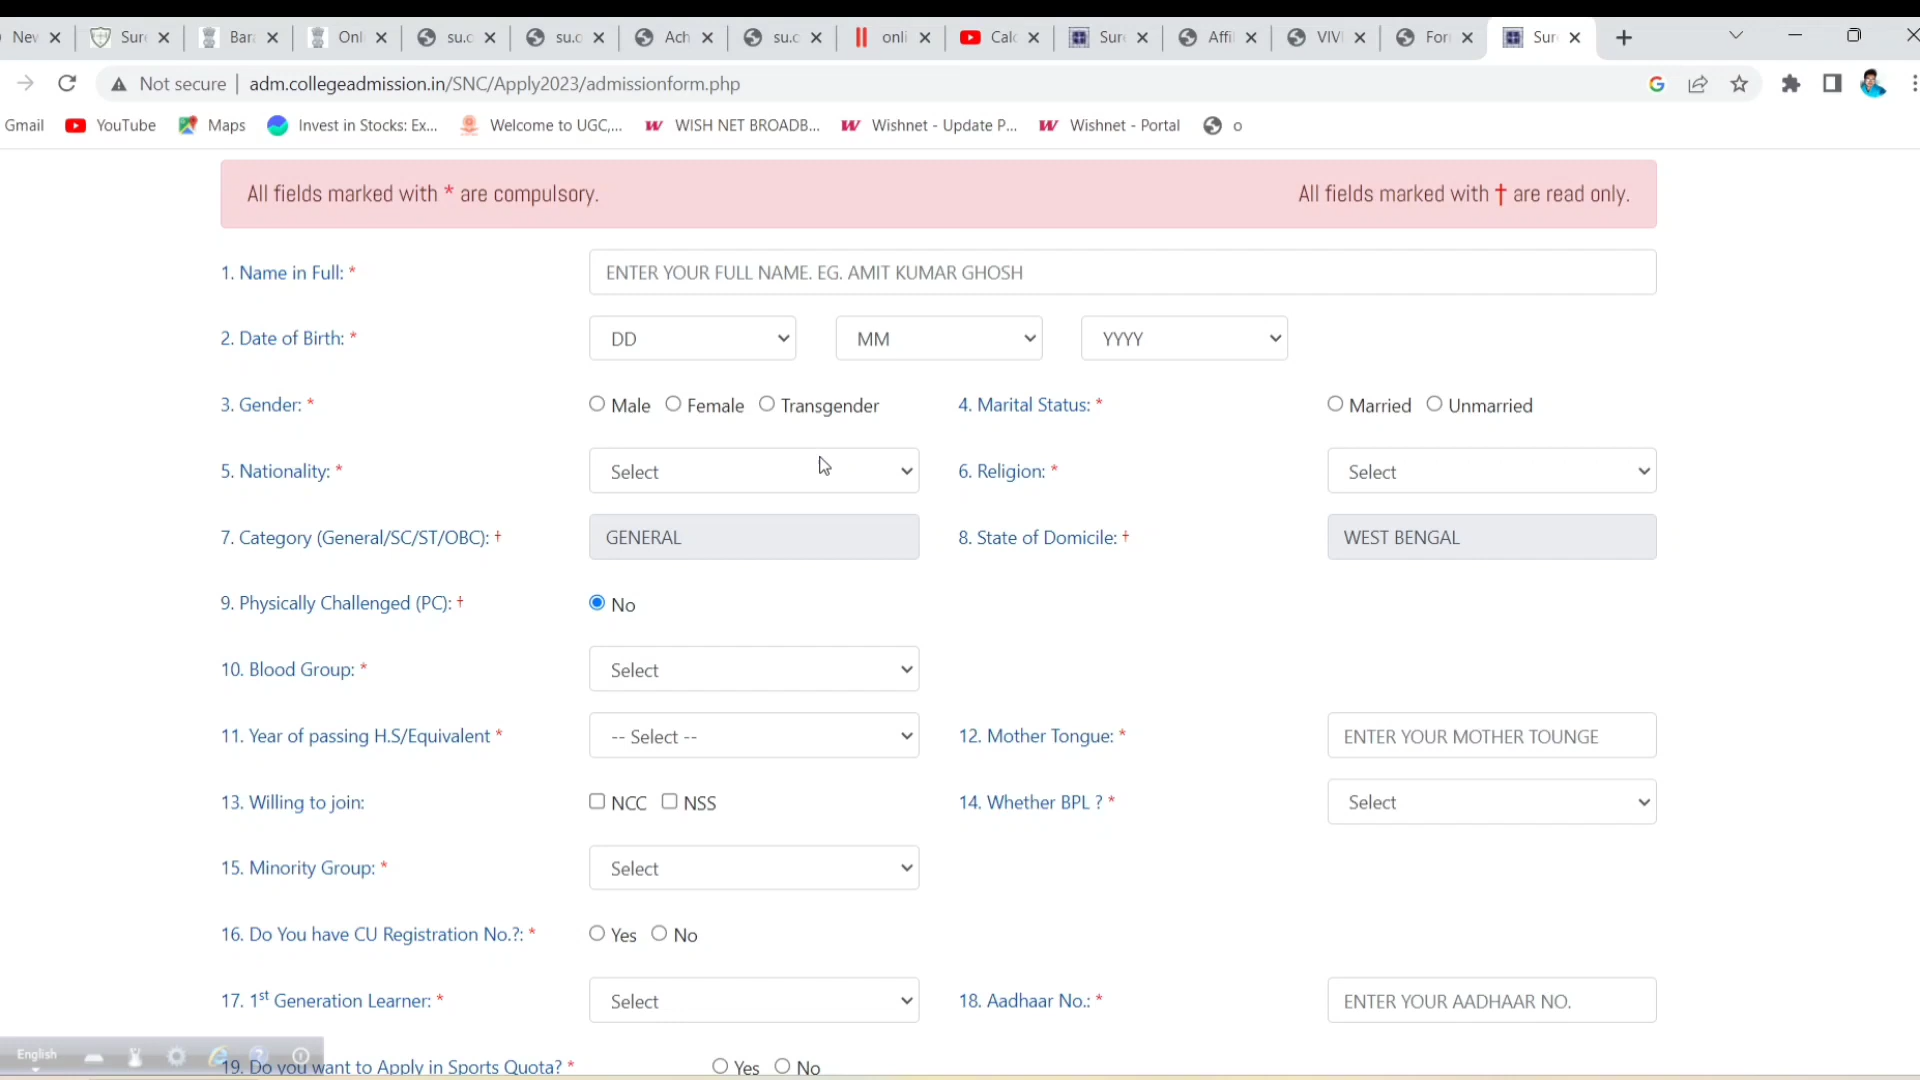 New Sur Bar Onl su.c su.c Ach su.c onli Calc Sur Affi VIVI For Sur
Not secure | adm.collegeadmission.in/SNC/Apply2023/admissionform.php
Gmail YouTube Maps Invest in Stocks: Ex... Welcome to UGC,... WISH NET BROADB... Wishnet - Update P... Wishnet - Portal o
All fields marked with * are compulsory. All fields marked with † are read only.
1. Name in Full: * ENTER YOUR FULL NAME. EG. AMIT KUMAR GHOSH
2. Date of Birth: * DD MM YYYY
3. Gender: * Male Female Transgender 4. Marital Status: * Married Unmarried
5. Nationality: * Select 6. Religion: * Select
7. Category (General/SC/ST/OBC): † GENERAL 8. State of Domicile: † WEST BENGAL
9. Physically Challenged (PC): † No
10. Blood Group: * Select
11. Year of passing H.S/Equivalent * -- Select -- 12. Mother Tongue: * ENTER YOUR MOTHER TOUNGE
13. Willing to join: NCC NSS 14. Whether BPL ? * Select
15. Minority Group: * Select
16. Do You have CU Registration No.?: * Yes No
17. 1st Generation Learner: * Select 18. Aadhaar No.: * ENTER YOUR AADHAAR NO.
English
19. Do you want to Apply in Sports Quota? * Yes No